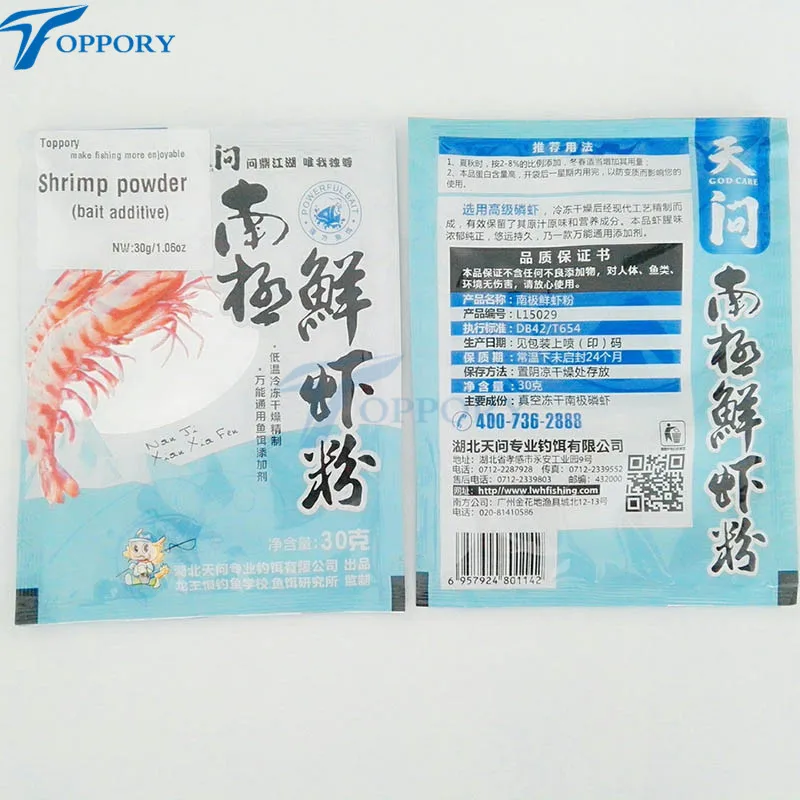 TOPPORY
Toppory
make fishing more enjoyable
Shrimp powder
(bait additive)
NW:30g/1.06oz
问
问鼎江湖 唯我独尊
POWERFUL BAIT
南极
鲜虾粉
·低温冷冻干燥精制
·万能通用鱼饵添加剂
Nan Ji
Xian Xia Fen
净含量:30克
湖北天问专业钓饵有限公司 出品
龙王恨钓鱼学校 鱼饵研究所 监制
推荐用法
1、夏秋时,按2-8%的比例添加,冬春适当增加其用量;
2、本品蛋白含量高,开袋后一星期内用完,以防变质而影响您的
使用。
选用高级磷虾,冷冻干燥后经现代工艺精制而
成,有效保留了其原汁原味和营养成分。本品虾腥味
浓郁纯正,悠远持久,乃一款万能通用添加剂。
品质保证书
本品保证不含任何不良添加物,对人体、鱼类、
环境无伤害,请放心使用。
产品名称:南极鲜虾粉
产品编号:L15029
执行标准:DB42/T654
生产日期:见包装上喷(印)码
保质期:常温下未启封24个月
保存方法:置阴凉干燥处存放
净含量:30克
主要成份:真空冻干南极磷虾
400-736-2888
湖北天问专业钓饵有限公司
地址:湖北省孝感市永安工业园9号
电话:0712-2287928 传真:0712-2339552
售后电话:0712-2339803 邮编:432000
网址:http://www.lwhfishing.com
南方公司:广州金花地渔具城北12-13号
电话:020-81410586
6 957924 801142
天
GOD CARE
问
南极鲜虾粉
TOPPORY